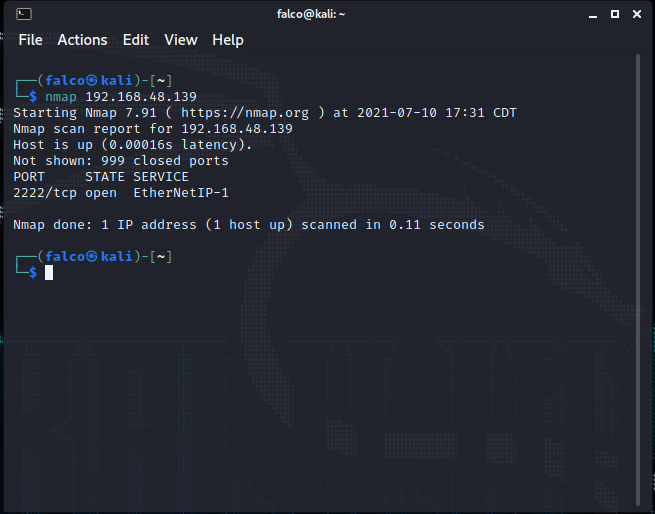 falco@kali: ~
File Actions Edit View Help
┌──(falco㉿kali)-[~]
└─$ nmap 192.168.48.139
Starting Nmap 7.91 ( https://nmap.org ) at 2021-07-10 17:31 CDT
Nmap scan report for 192.168.48.139
Host is up (0.00016s latency).
Not shown: 999 closed ports
PORT     STATE SERVICE
2222/tcp open  EtherNetIP-1
Nmap done: 1 IP address (1 host up) scanned in 0.11 seconds
┌──(falco㉿kali)-[~]
└─$